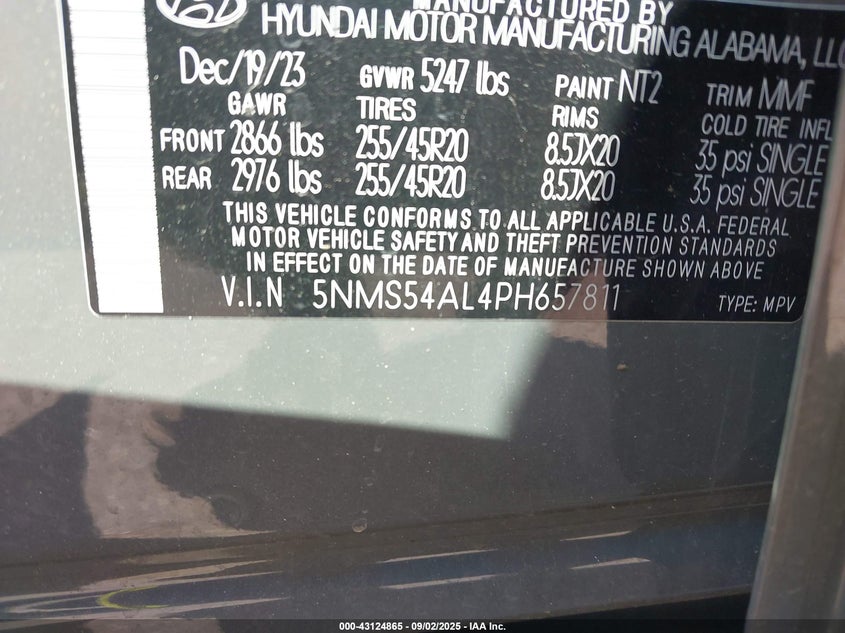 MANUFACTURED BY
HYUNDAI MOTOR MANUFACTURING ALABAMA, LLC
Dec/19/23 GVWR 5247 lbs PAINT NT2 TRIM MMF
GAWR TIRES RIMS COLD TIRE INFL
FRONT 2866 lbs 255/45R20 8.5JX20 35 psi SINGLE
REAR 2976 lbs 255/45R20 8.5JX20 35 psi SINGLE
THIS VEHICLE CONFORMS TO ALL APPLICABLE U.S.A. FEDERAL
MOTOR VEHICLE SAFETY AND THEFT PREVENTION STANDARDS
IN EFFECT ON THE DATE OF MANUFACTURE SHOWN ABOVE
V.I.N 5NMS54AL4PH657811 TYPE: MPV
000-43124865 - 09/02/2025 - IAA Inc.